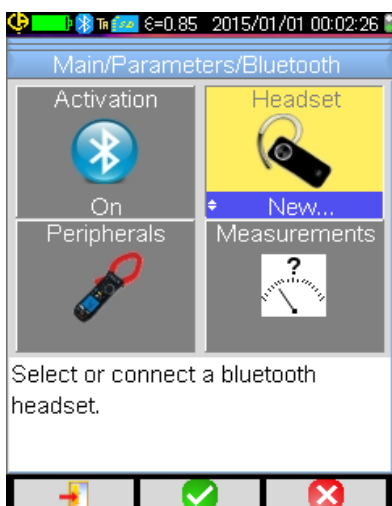 TA ε=0.85 2015/01/01 00:02:26
Main/Parameters/Bluetooth
Activation Headset
On New...
Peripherals Measurements
?
Select or connect a bluetooth
headset.